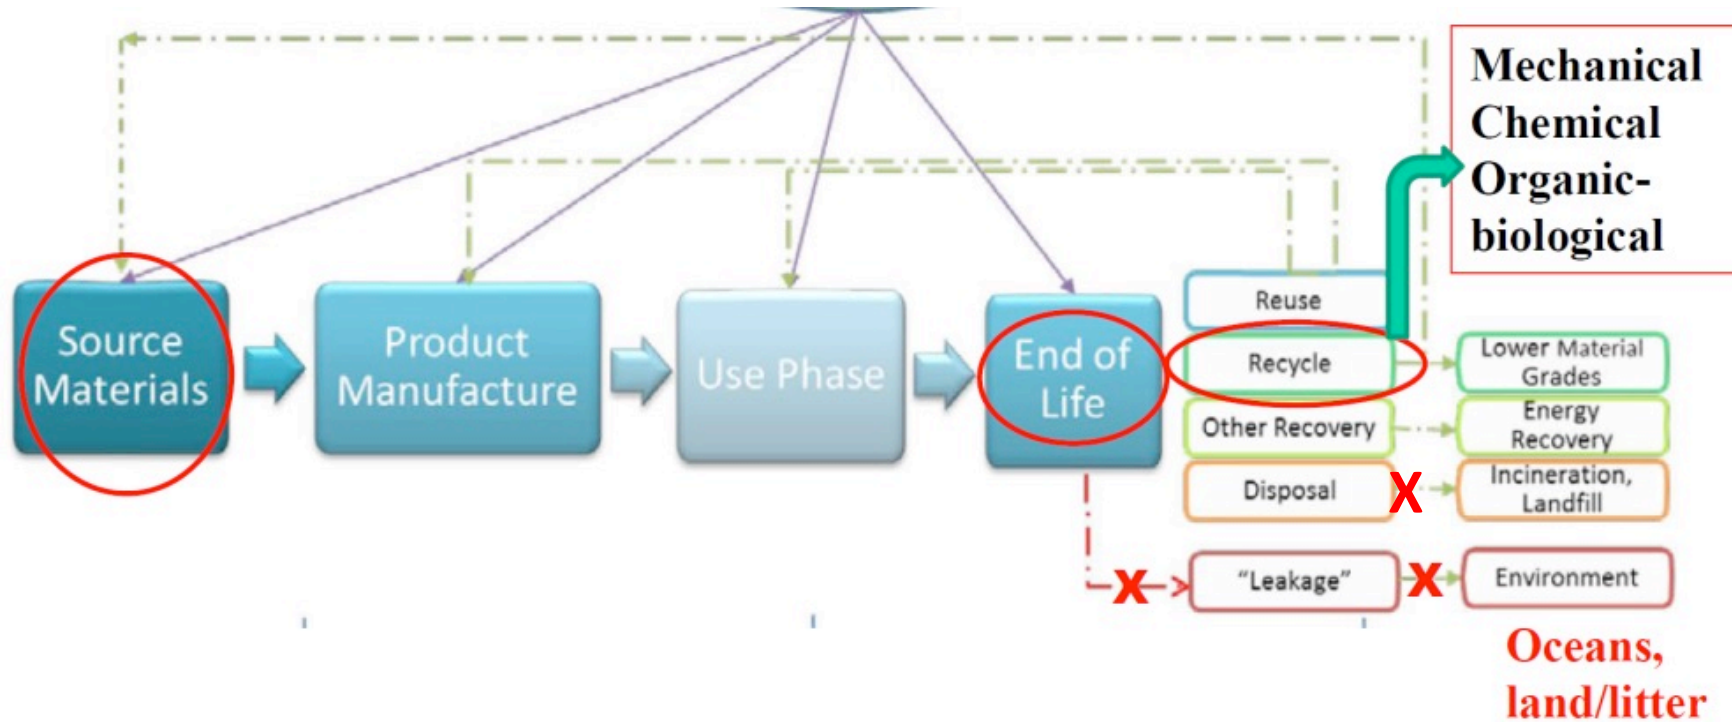 Mechanical
Chemical
Organic-
biological
Source
Materials
Product
Manufacture
Use Phase
End of
Life
Reuse
Recycle
Lower Material
Grades
Other Recovery
Energy
Recovery
Disposal
X
Incineration,
Landfill
X
“Leakage”
X
Environment
Oceans,
land/litter